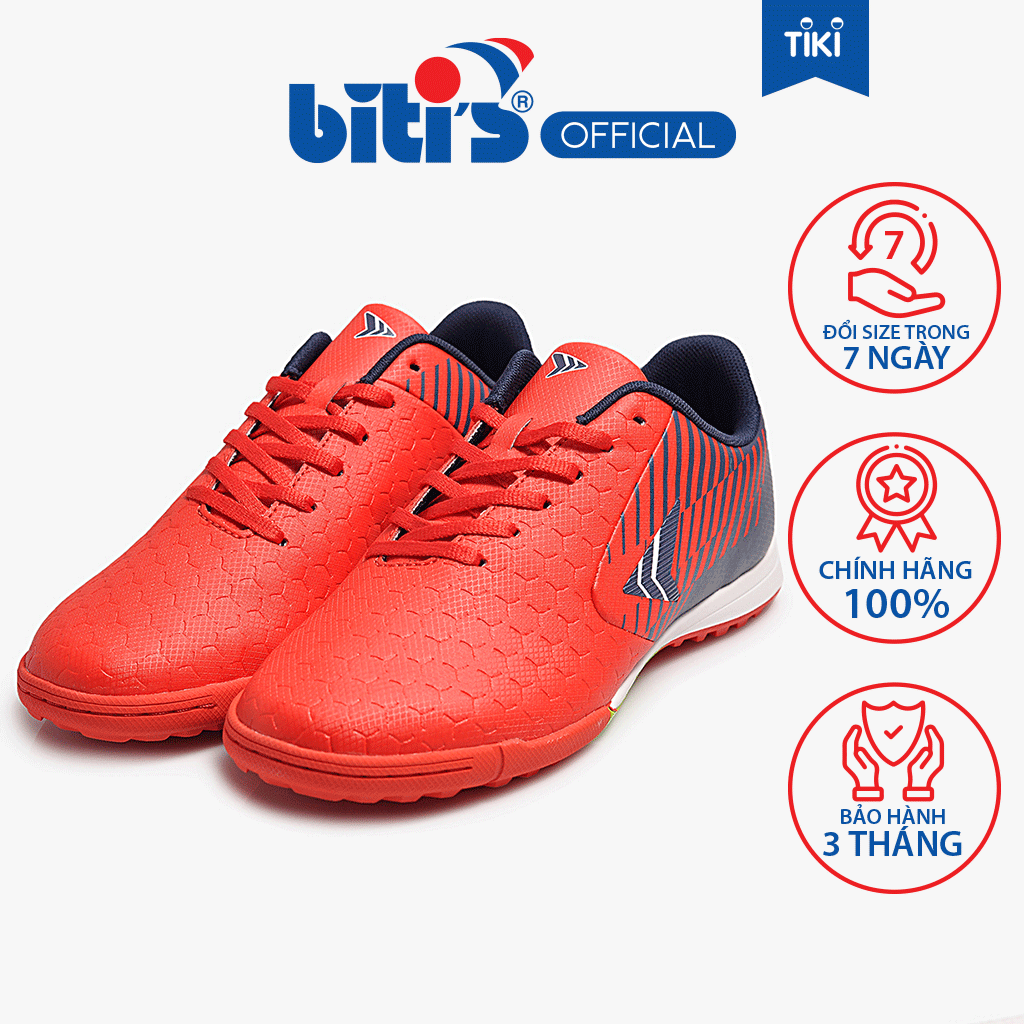 TiKi
biti's®
OFFICIAL
7
ĐỔI SIZE TRONG
7 NGÀY
CHÍNH HÃNG
100%
BẢO HÀNH
3 THÁNG